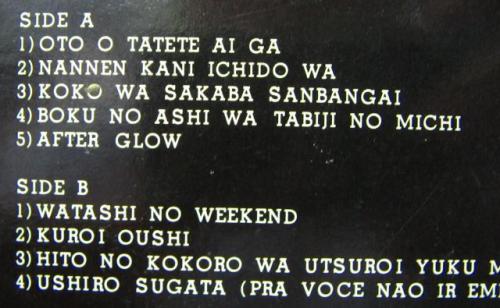 SIDE A
1) OTO O TATETE AI GA
2) NANNEN KANI ICHIDO WA
3) KOKO WA SAKABA SANBANGAI
4) BOKU NO ASHI WA TABIJI NO MICHI
5) AFTER GLOW
SIDE B
1) WATASHI NO WEEKEND
2) KUROI OUSHI
3) HITO NO KOKORO WA UTSUROI YUKU M
4) USHIRO SUGATA (PRA VOCE NAO IR EM